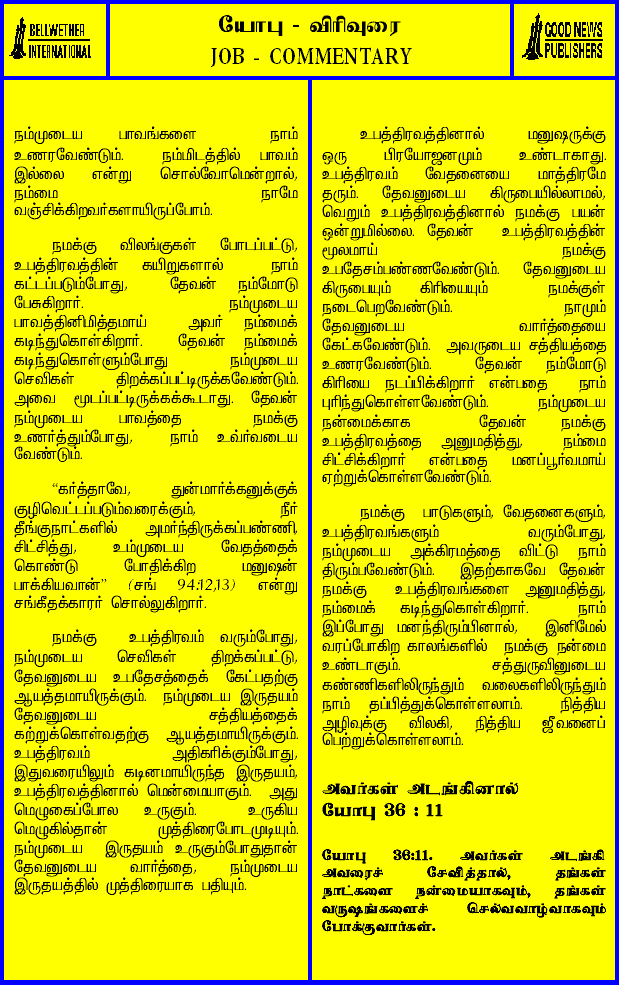 BELLWETHER
INTERNATIONAL
யோபு - விரிவுரை
JOB - COMMENTARY
GOOD NEWS
PUBLISHERS
நம்முடைய பாவங்களை நாம்
உணரவேண்டும். நம்மிடத்தில் பாவம்
இல்லை என்று சொல்வோமென்றால்,
நம்மை நாமே
வஞ்சிக்கிறவர்களாயிருப்போம்.
நமக்கு விலங்குகள் போடப்பட்டு,
உபத்திரவத்தின் கயிறுகளால் நாம்
கட்டப்படும்போது, தேவன் நம்மோடு
பேசுகிறார். நம்முடைய
பாவத்தினிமித்தமாய் அவர் நம்மைக்
கடிந்துகொள்கிறார். தேவன் நம்மைக்
கடிந்துகொள்ளும்போது நம்முடைய
செவிகள் திறக்கப்பட்டிருக்கவேண்டும்.
அவை மூடப்பட்டிருக்கக்கூடாது. தேவன்
நம்முடைய பாவத்தை நமக்கு
உணர்த்தும்போது, நாம் உவ்ர்வடைய
வேண்டும்.
“கர்த்தாவே, துன்மார்க்கனுக்குக்
குழிவெட்டப்படும்வரைக்கும், நீர்
தீங்குநாட்களில் அமர்ந்திருக்கப்பண்ணி,
சிட்சித்து, உம்முடைய வேதத்தைக்
கொண்டு போதிக்கிற மனுஷன்
பாக்கியவான்” (சங் 94:12,13) என்று
சங்கீதக்காரர் சொல்லுகிறார்.
நமக்கு உபத்திரவம் வரும்போது,
நம்முடைய செவிகள் திறக்கப்பட்டு,
தேவனுடைய உபதேசத்தைக் கேட்பதற்கு
ஆயத்தமாயிருக்கும். நம்முடைய இருதயம்
தேவனுடைய சத்தியத்தைக்
கற்றுக்கொள்வதற்கு ஆயத்தமாயிருக்கும்.
உபத்திரவம் அதிகரிக்கும்போது,
இதுவரையிலும் கடினமாயிருந்த இருதயம்,
உபத்திரவத்தினால் மென்மையாகும். அது
மெழுகைப்போல உருகும். உருகிய
மெழுகில்தான் முத்திரைபோடமுடியும்.
நம்முடைய இருதயம் உருகும்போதுதான்
தேவனுடைய வார்த்தை, நம்முடைய
இருதயத்தில் முத்திரையாக பதியும்.
உபத்திரவத்தினால் மனுஷருக்கு
ஒரு பிரயோஜனமும் உண்டாகாது.
உபத்திரவம் வேதனையை மாத்திரமே
தரும். தேவனுடைய கிருபையில்லாமல்,
வெறும் உபத்திரவத்தினால் நமக்கு பயன்
ஒன்றுமில்லை. தேவன் உபத்திரவத்தின்
மூலமாய் நமக்கு
உபதேசம்பண்ணவேண்டும். தேவனுடைய
கிருபையும் கிரியையும் நமக்குள்
நடைபெறவேண்டும். நாமும்
தேவனுடைய வார்த்தையை
கேட்கவேண்டும். அவருடைய சத்தியத்தை
உணரவேண்டும். தேவன் நம்மோடு
கிரியை நடப்பிக்கிறார் என்பதை நாம்
புரிந்துகொள்ளவேண்டும். நம்முடைய
நன்மைக்காக தேவன் நமக்கு
உபத்திரவத்தை அனுமதித்து, நம்மை
சிட்சிக்கிறார் என்பதை மனப்பூர்வமாய்
ஏற்றுக்கொள்ளவேண்டும்.
நமக்கு பாடுகளும், வேதனைகளும்,
உபத்திரவங்களும் வரும்போது,
நம்முடைய அக்கிரமத்தை விட்டு நாம்
திரும்பவேண்டும். இதற்காகவே தேவன்
நமக்கு உபத்திரவங்களை அனுமதித்து,
நம்மைக் கடிந்துகொள்கிறார். நாம்
இப்போது மனந்திரும்பினால், இனிமேல்
வரப்போகிற காலங்களில் நமக்கு நன்மை
உண்டாகும். சத்துருவினுடைய
கண்ணிகளிலிருந்தும் வலைகளிலிருந்தும்
நாம் தப்பித்துக்கொள்ளலாம். நித்திய
அழிவுக்கு விலகி, நித்திய ஜீவனைப்
பெற்றுக்கொள்ளலாம்.
அவர்கள் அடங்கினால்
யோபு 36 : 11
யோபு 36:11. அவர்கள் அடங்கி
அவரைச் சேவித்தால், தங்கள்
நாட்களை நன்மையாகவும், தங்கள்
வருஷங்களைச் செல்வவாழ்வாகவும்
போக்குவார்கள்.